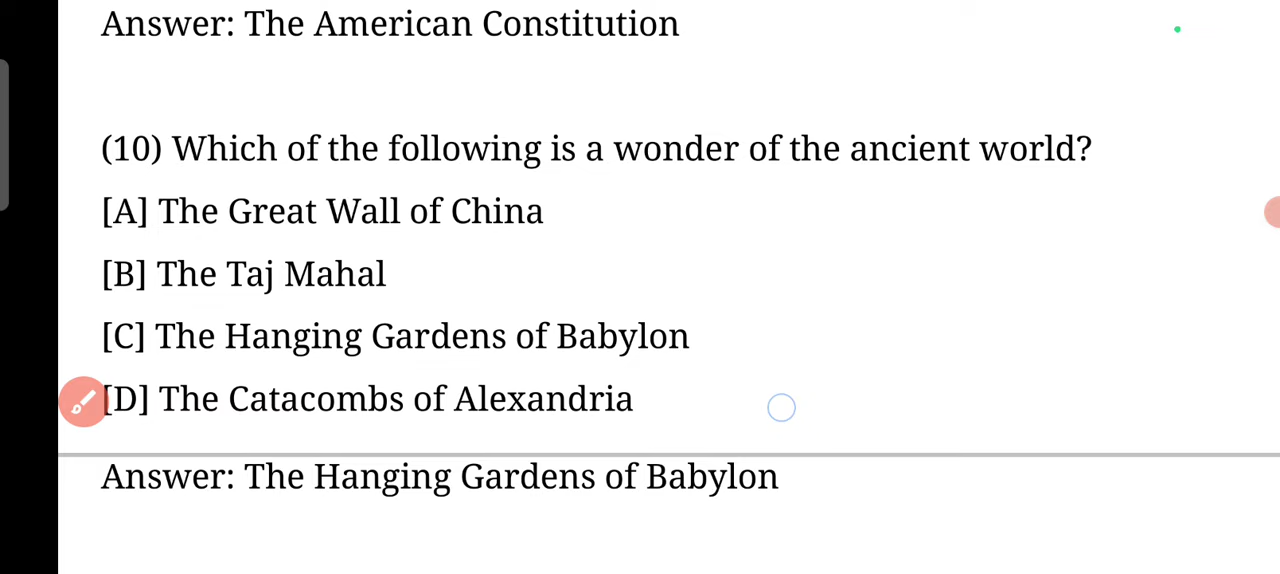 Answer: The American Constitution
(10) Which of the following is a wonder of the ancient world?
[A] The Great Wall of China
[B] The Taj Mahal
[C] The Hanging Gardens of Babylon
[D] The Catacombs of Alexandria
Answer: The Hanging Gardens of Babylon